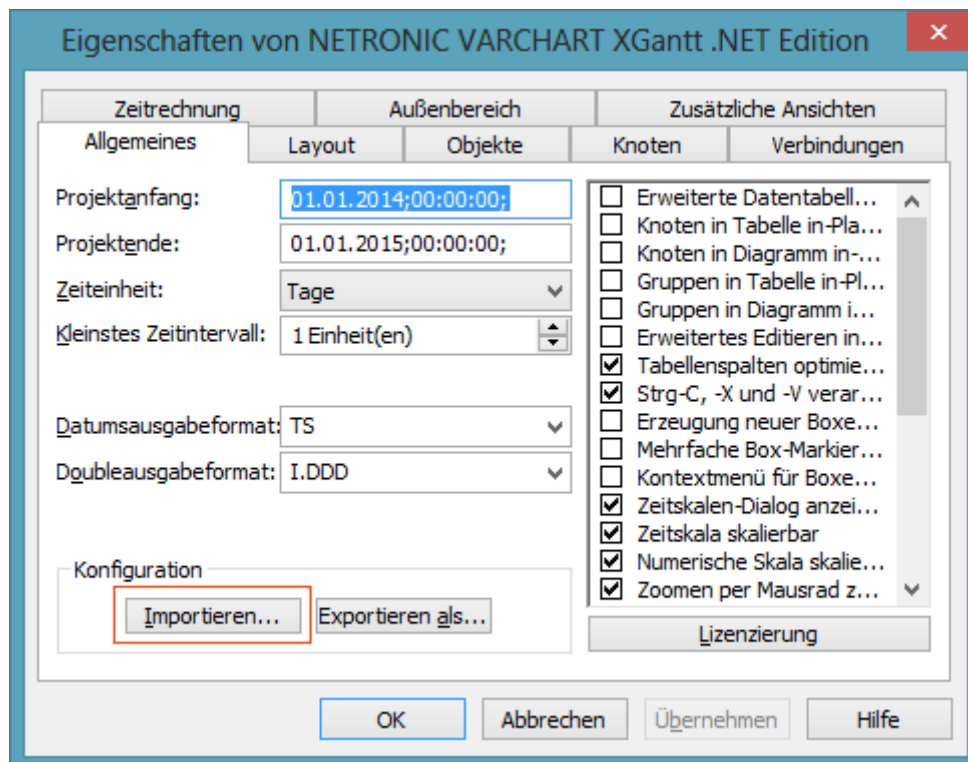 Eigenschaften von NETRONIC VARCHART XGantt .NET Edition
Zeitrechnung Außenbereich Zusätzliche Ansichten
Allgemeines Layout Objekte Knoten Verbindungen
Projektanfang: 01.01.2014;00:00:00;
Projektende: 01.01.2015;00:00:00;
Zeiteinheit: Tage
Kleinstes Zeitintervall: 1 Einheit(en)
Datumsausgabeformat: TS
Doubleausgabeformat: I.DDD
Konfiguration
Importieren... Exportieren als...
Erweiterte Datentabell...
Knoten in Tabelle in-Pla...
Knoten in Diagramm in-...
Gruppen in Tabelle in-Pl...
Gruppen in Diagramm i...
Erweitertes Editieren in...
Tabellenspalten optimie...
Strg-C, -X und -V verar...
Erzeugung neuer Boxe...
Mehrfache Box-Markier...
Kontextmenü für Boxe...
Zeitskalen-Dialog anzei...
Zeitskala skalierbar
Numerische Skala skalie...
Zoomen per Mausrad z...
Lizenzierung
OK Abbrechen Übernehmen Hilfe